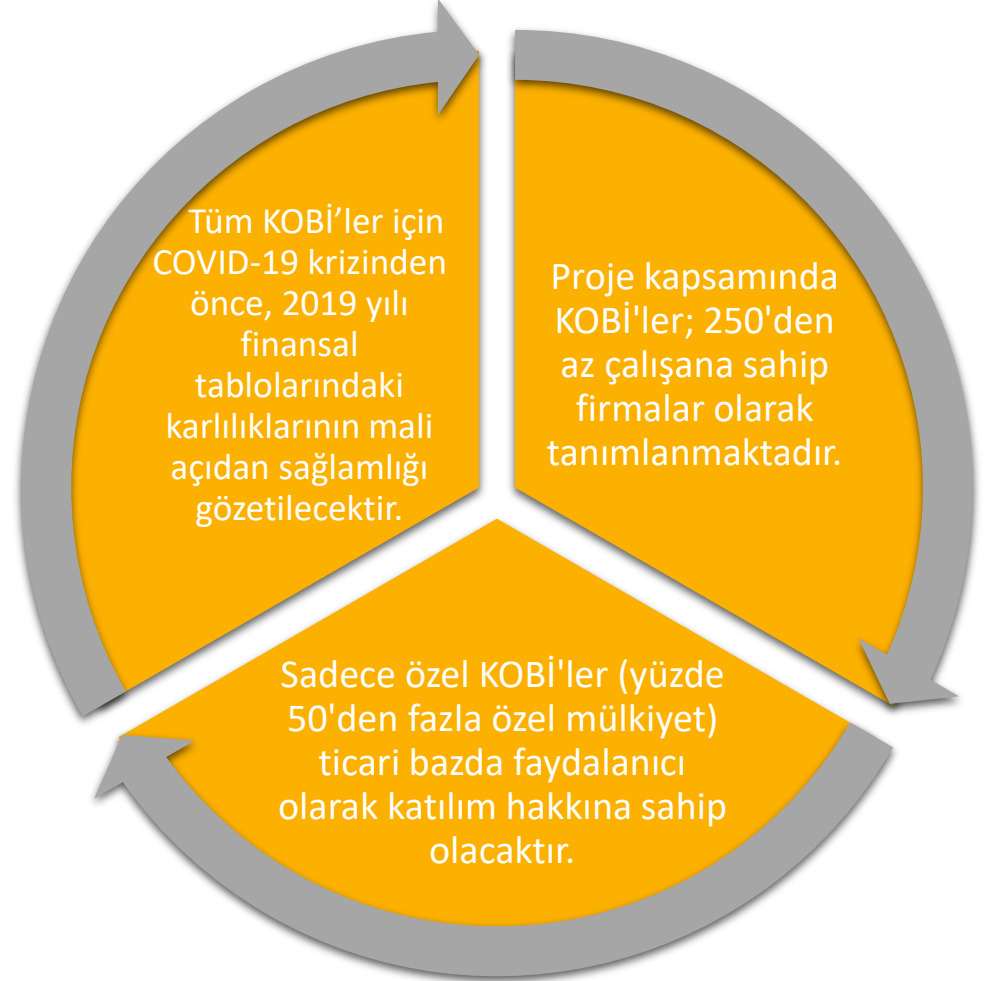 Tüm KOBİ’ler için
COVID-19 krizinden
önce, 2019 yılı
finansal
tablolarındaki
karlılıklarının mali
açıdan sağlamlığı
gözetilecektir.
Proje kapsamında
KOBİ'ler; 250'den
az çalışana sahip
firmalar olarak
tanımlanmaktadır.
Sadece özel KOBİ'ler (yüzde
50'den fazla özel mülkiyet)
ticari bazda faydalanıcı
olarak katılım hakkına sahip
olacaktır.